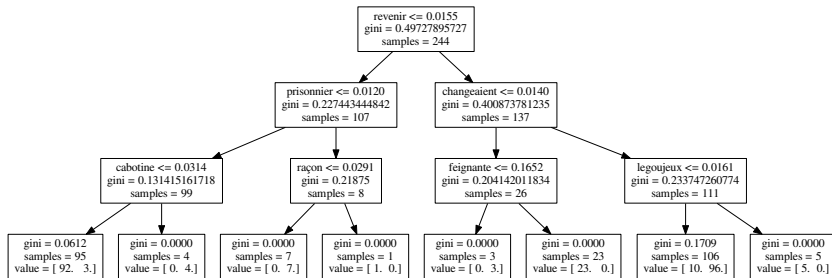 revenir <= 0.0155
gini = 0.49727895727
samples = 244
prisonnier <= 0.0120
gini = 0.227443444842
samples = 107
changeaient <= 0.0140
gini = 0.400873781235
samples = 137
cabotine <= 0.0314
gini = 0.131415161718
samples = 99
raçon <= 0.0291
gini = 0.21875
samples = 8
feignante <= 0.1652
gini = 0.204142011834
samples = 26
legoujeux <= 0.0161
gini = 0.233747260774
samples = 111
gini = 0.0612
samples = 95
value = [ 92. 3.]
gini = 0.0000
samples = 4
value = [ 0. 4.]
gini = 0.0000
samples = 7
value = [ 0. 7.]
gini = 0.0000
samples = 1
value = [ 1. 0.]
gini = 0.0000
samples = 3
value = [ 0. 3.]
gini = 0.0000
samples = 23
value = [ 23. 0.]
gini = 0.1709
samples = 106
value = [ 10. 96.]
gini = 0.0000
samples = 5
value = [ 5. 0.]